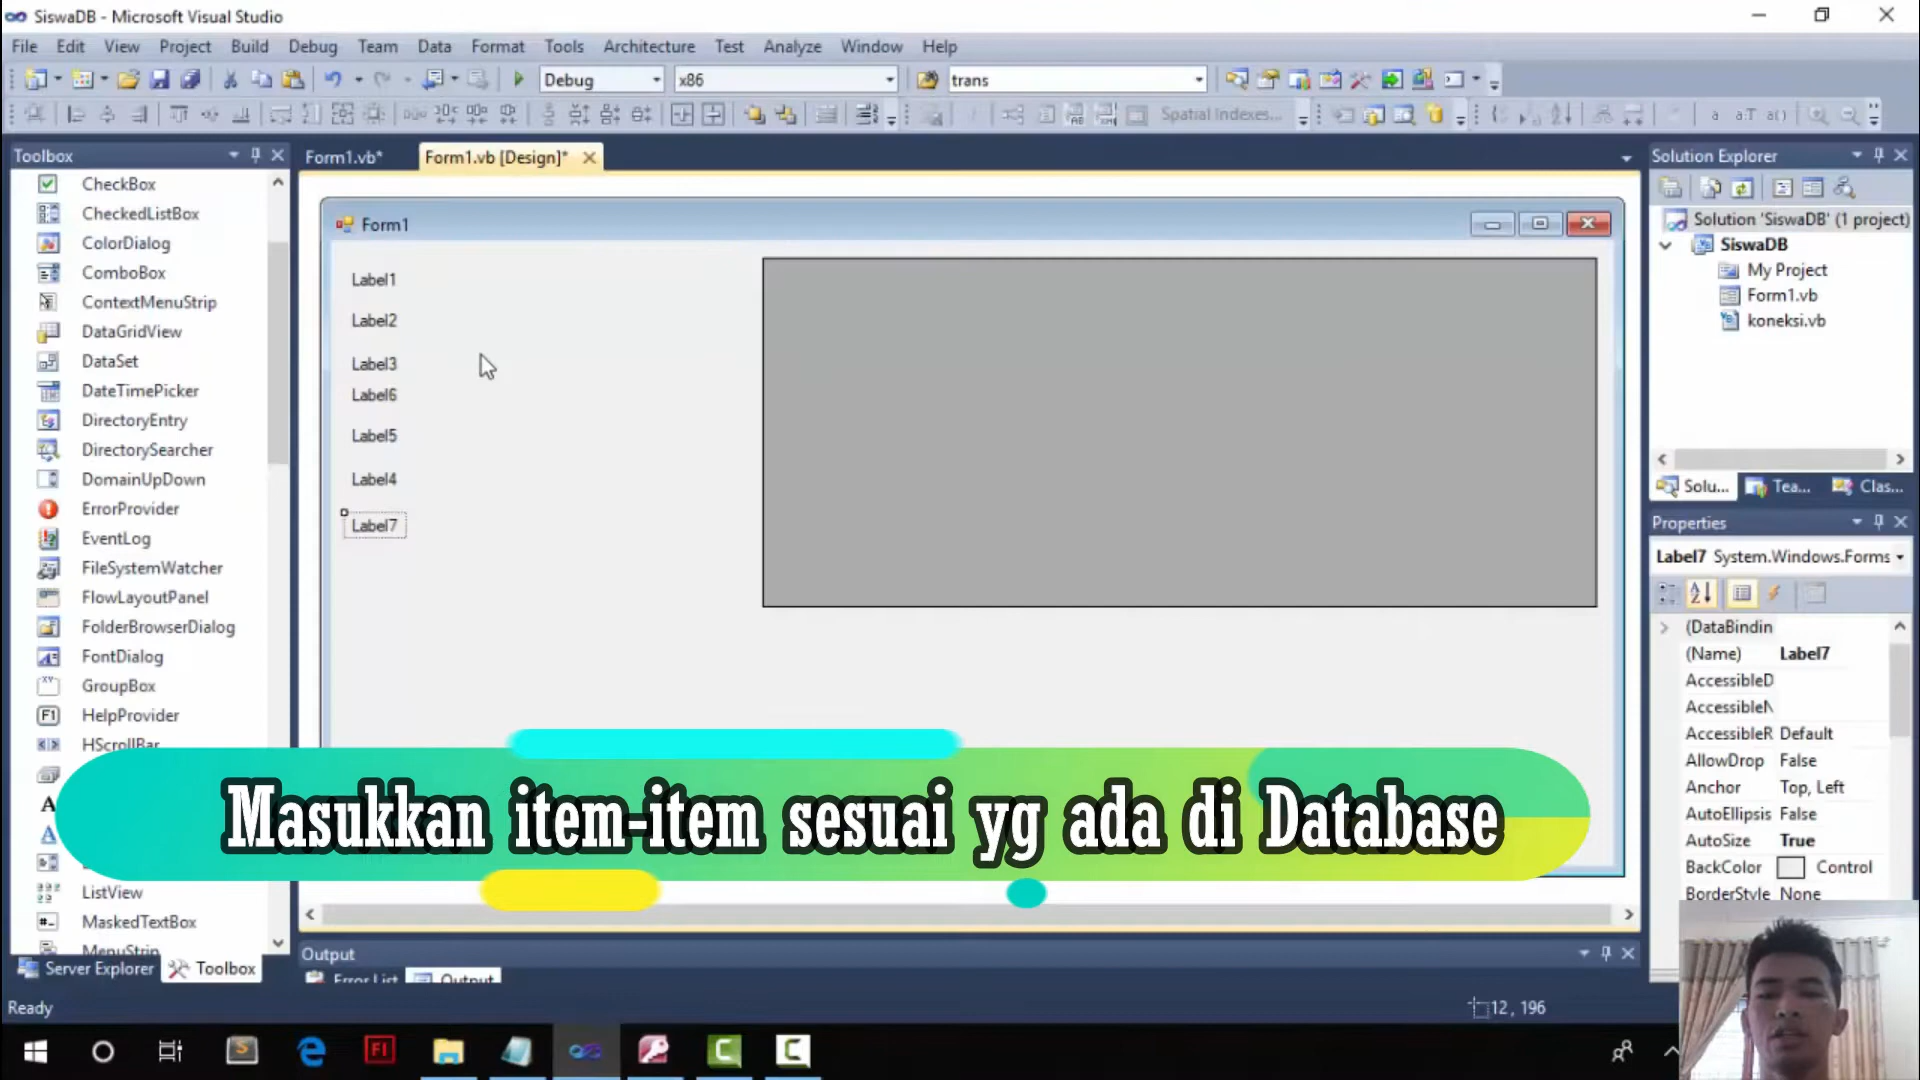 SiswaDB - Microsoft Visual Studio
File Edit View Project Build Debug Team Data Format Tools Architecture Test Analyze Window Help
Debug x86 trans
Spatial Indexes...
Toolbox
CheckBox
CheckedListBox
ColorDialog
ComboBox
ContextMenuStrip
DataGridView
DataSet
DateTimePicker
DirectoryEntry
DirectorySearcher
DomainUpDown
ErrorProvider
EventLog
FileSystemWatcher
FlowLayoutPanel
FolderBrowserDialog
FontDialog
GroupBox
HelpProvider
HScrollBar
ListView
MaskedTextBox
MenuStrip
Server Explorer Toolbox
Form1.vb* Form1.vb [Design]*
Form1
Label1
Label2
Label3
Label6
Label5
Label4
Label7
Masukkan item-item sesuai yg ada di Database
Output
Error List Output
Solution Explorer
Solution 'SiswaDB' (1 project)
SiswaDB
My Project
Form1.vb
koneksi.vb
Solu... Tea... Clas...
Properties
Label7 System.Windows.Forms
(DataBindin
(Name) Label7
AccessibleD
AccessibleN
AccessibleR Default
AllowDrop False
Anchor Top, Left
AutoEllipsis False
AutoSize True
BackColor Control
BorderStyle None
Ready 12, 196